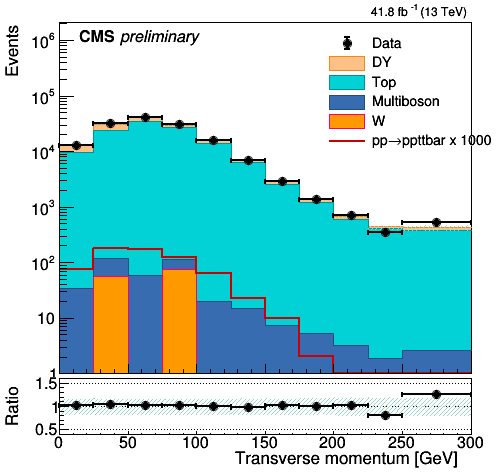 41.8 fb⁻¹ (13 TeV)
CMS preliminary
Events
10⁶
10⁵
10⁴
10³
10²
10
1
Data
DY
Top
Multiboson
W
pp→ppttbar x 1000
Ratio
1.5
1
0.5
0 50 100 150 200 250 300
Transverse momentum [GeV]